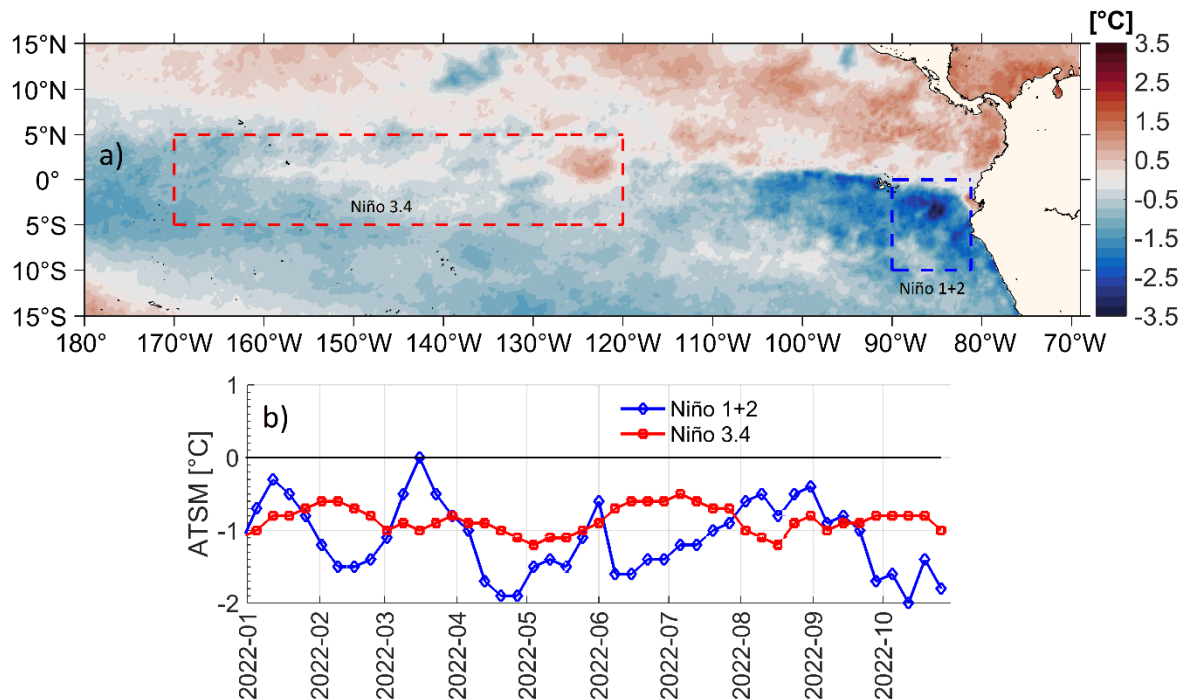 [°C]
15°N
10°N
5°N
0°
5°S
10°S
15°S
a)
Niño 3.4
Niño 1+2
3.5
2.5
1.5
0.5
-0.5
-1.5
-2.5
-3.5
180° 170°W 160°W 150°W 140°W 130°W 120°W 110°W 100°W 90°W 80°W 70°W
b)
ATSM [°C]
1
0
-1
-2
Niño 1+2
Niño 3.4
2022-01
2022-02
2022-03
2022-04
2022-05
2022-06
2022-07
2022-08
2022-09
2022-10